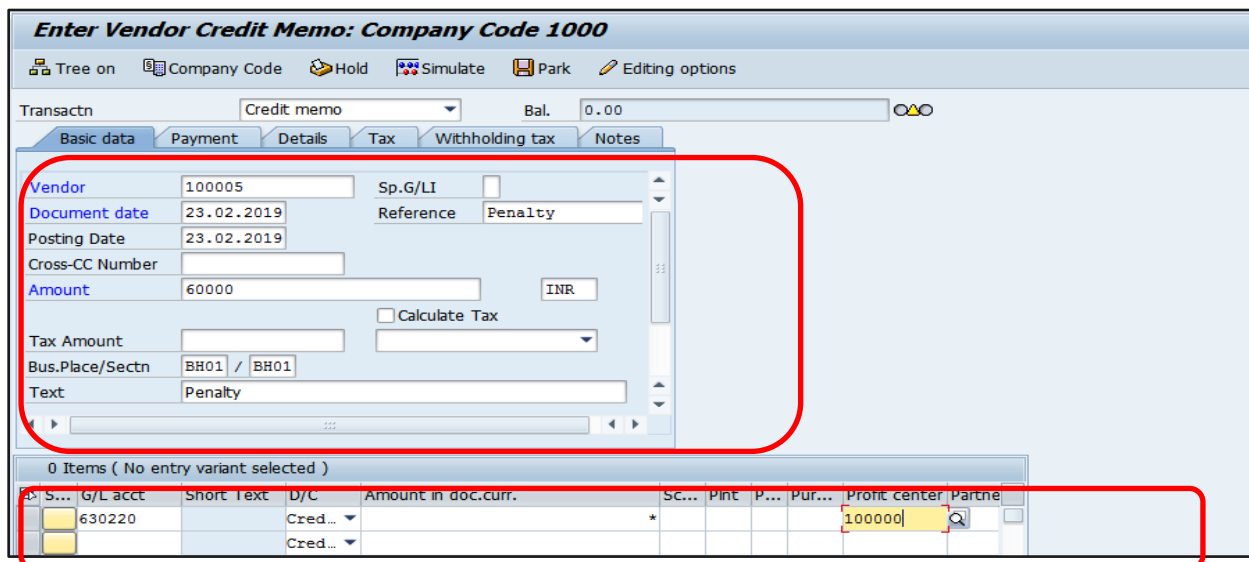 Enter Vendor Credit Memo: Company Code 1000
Tree on Company Code Hold Simulate Park Editing options
Transactn Credit memo Bal. 0.00
Basic data Payment Details Tax Withholding tax Notes
Vendor 100005 Sp.G/LI
Document date 23.02.2019 Reference Penalty
Posting Date 23.02.2019
Cross-CC Number
Amount 60000 INR
Calculate Tax
Tax Amount
Bus.Place/Sectn BH01 / BH01
Text Penalty
0 Items ( No entry variant selected )
S... G/L acct Short Text D/C Amount in doc.curr. Sc... Plnt P... Pur... Profit center Partne
630220 Cred... * 100000
Cred...